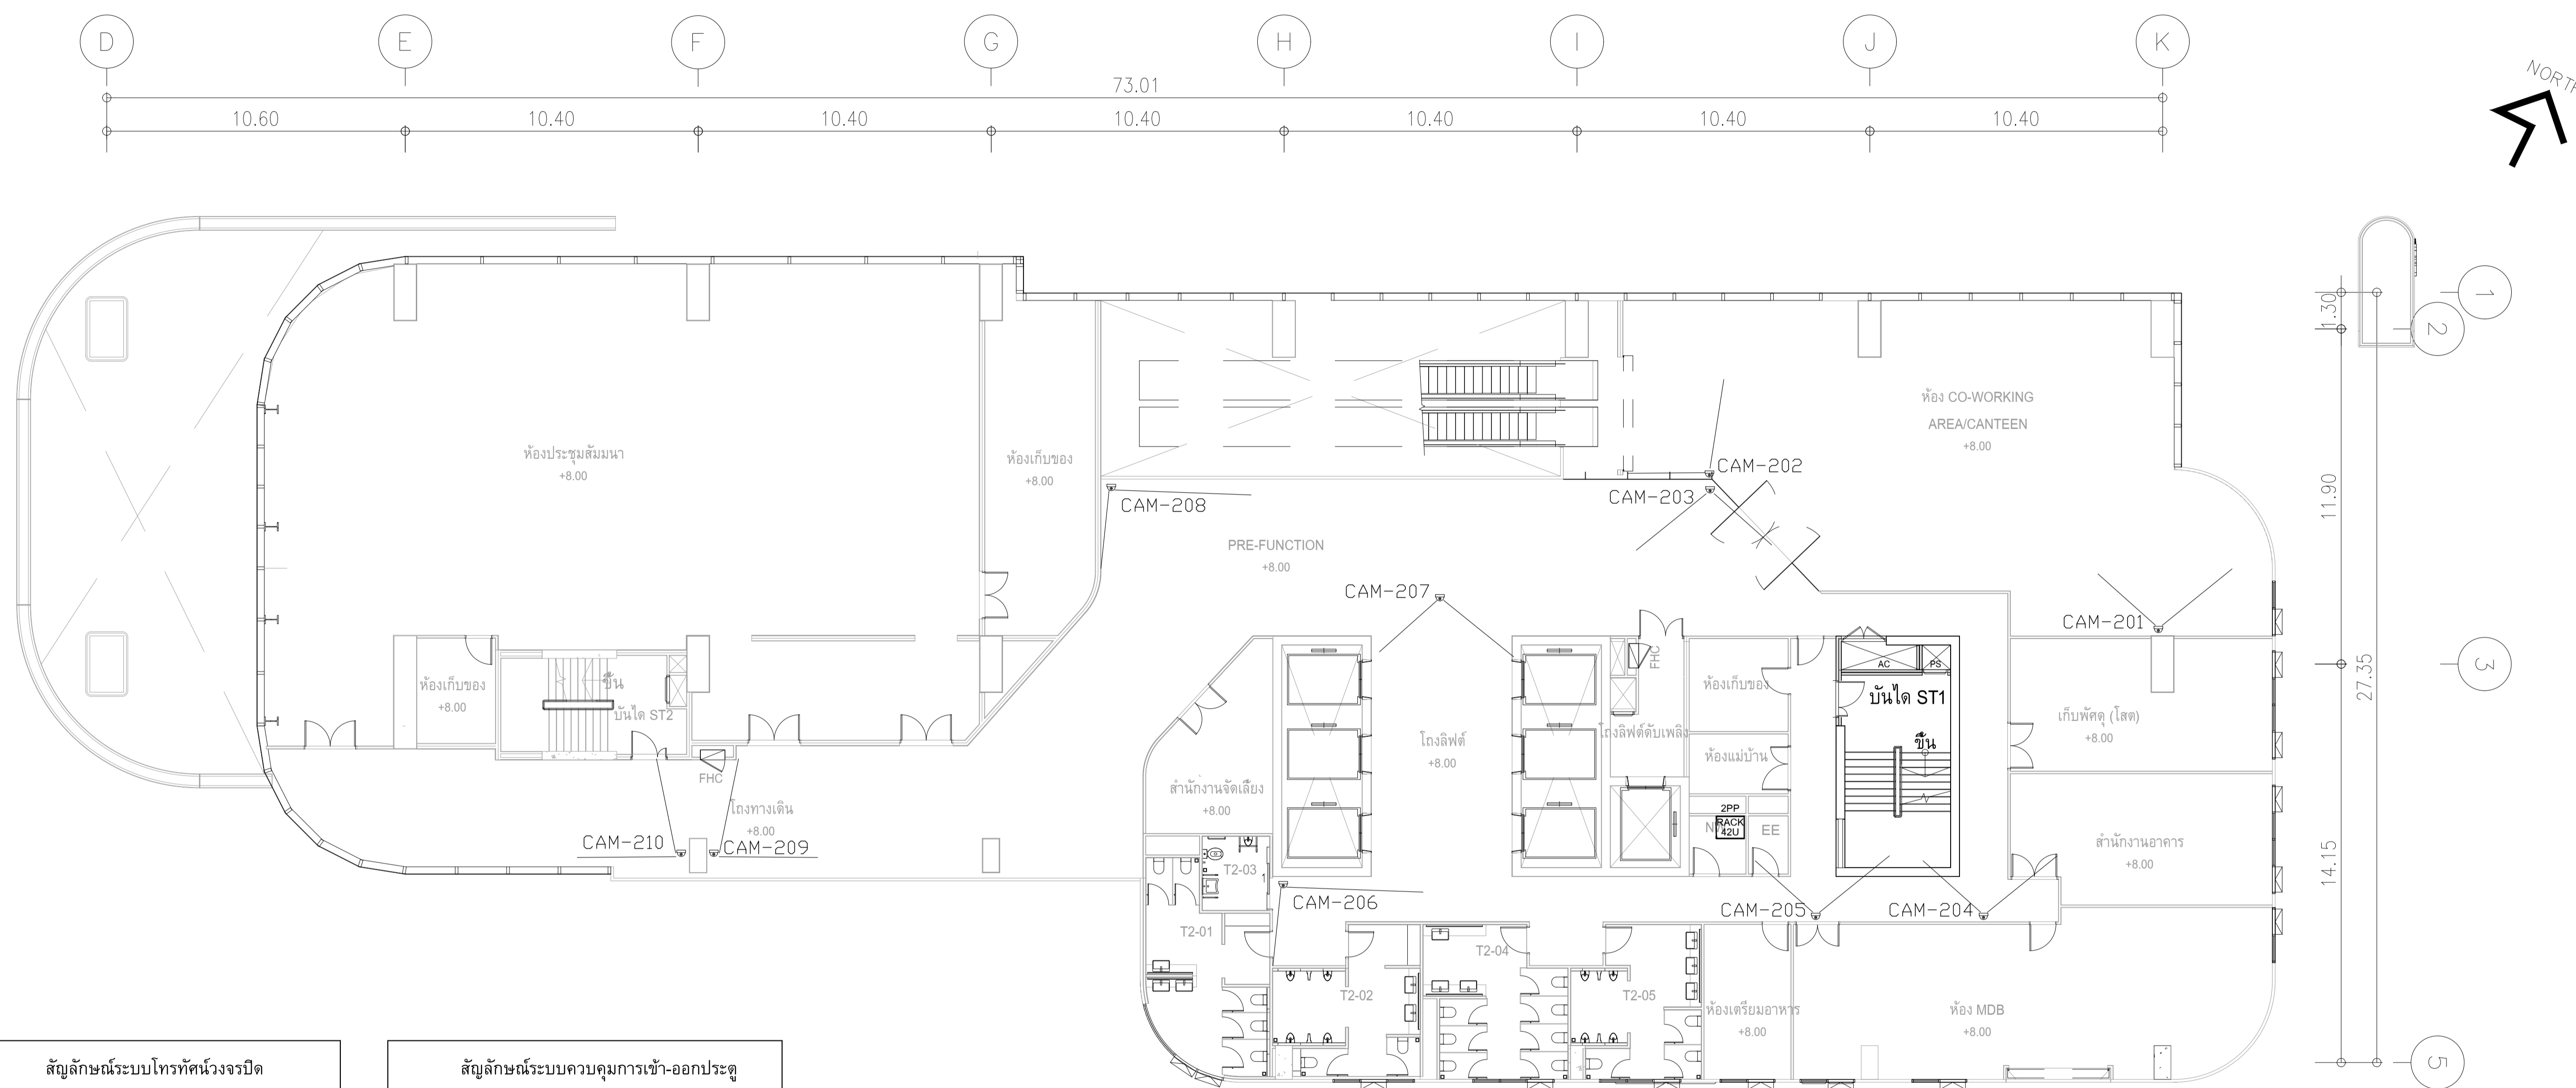 D E F G H I J K
73.01
10.60 10.40 10.40 10.40 10.40 10.40 10.40
1
2
3
5
1.30
11.90
27.35
14.15
ห้องประชุมสัมมนา
+8.00
ห้องเก็บของ
+8.00
ห้อง CO-WORKING
AREA/CANTEEN
+8.00
CAM-202
CAM-203
CAM-208
PRE-FUNCTION
+8.00
CAM-207
CAM-201
FHC
ห้องเก็บของ
+8.00
ขึ้น
บันได ST2
FHC
โถงทางเดิน
+8.00
CAM-210
CAM-209
สำนักงานจัดเลี้ยง
+8.00
โถงลิฟต์
+8.00
โถงลิฟต์ดับเพลิง
ห้องเก็บของ
ห้องแม่บ้าน
2PP
RACK
42U
EE
AC
PS
บันได ST1
ขึ้น
เก็บพัศดุ (โสต)
+8.00
สำนักงานอาคาร
+8.00
T2-03
1
CAM-206
CAM-205
CAM-204
T2-01
T2-02
T2-04
T2-05
ห้องเตรียมอาหาร
+8.00
ห้อง MDB
+8.00
สัญลักษณ์ระบบโทรทัศน์วงจรปิด
สัญลักษณ์ระบบควบคุมการเข้า-ออกประตู